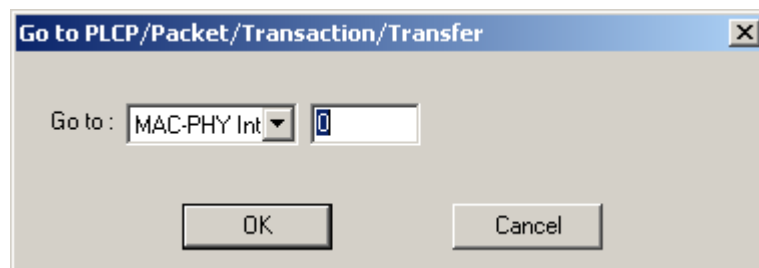 Go to PLCP/Packet/Transaction/Transfer
Go to : MAC-PHY Int 0
OK Cancel